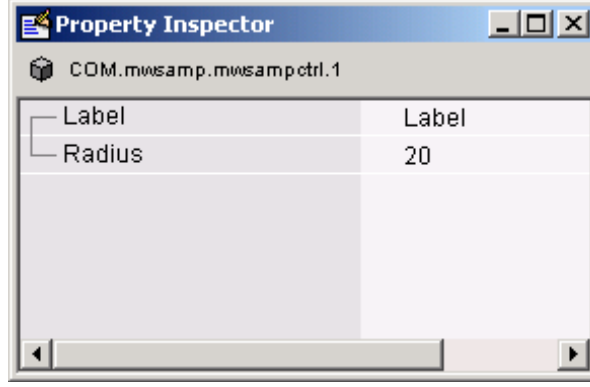 Property Inspector
COM.mwsamp.mwsampctrl.1
Label Label
Radius 20